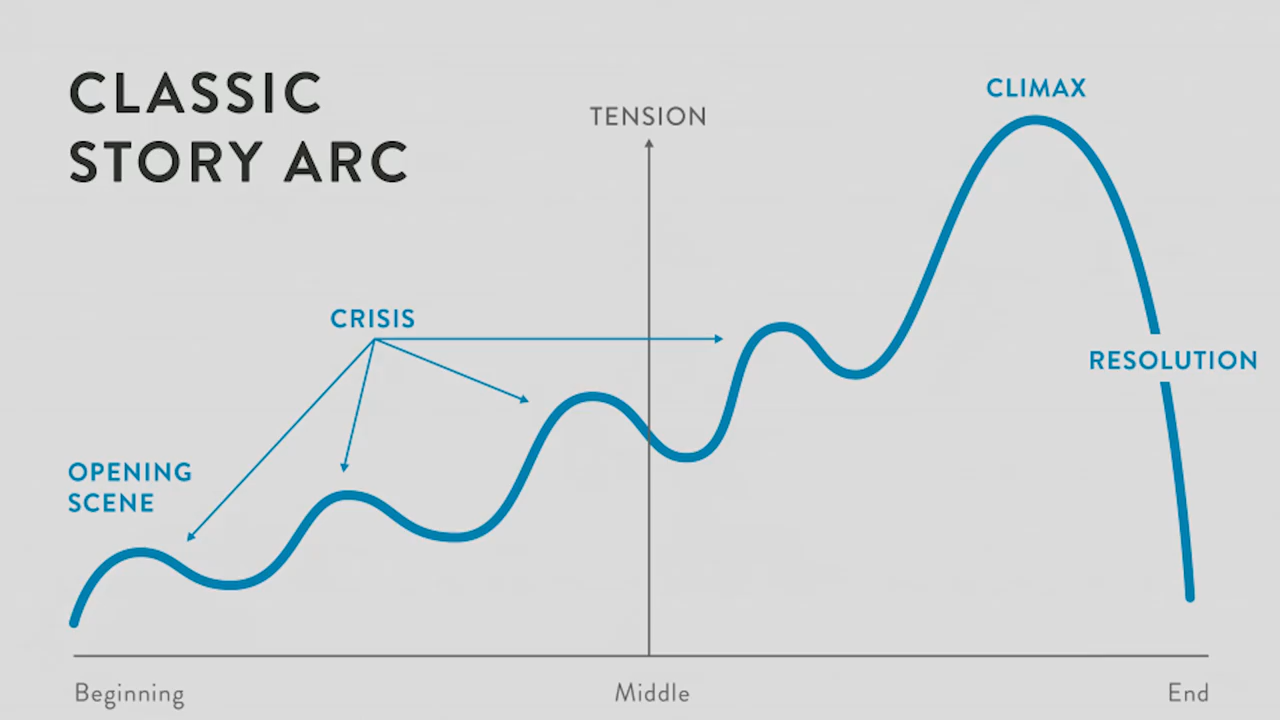 CLASSIC
STORY ARC
TENSION
CLIMAX
CRISIS
RESOLUTION
OPENING
SCENE
Beginning
Middle
End